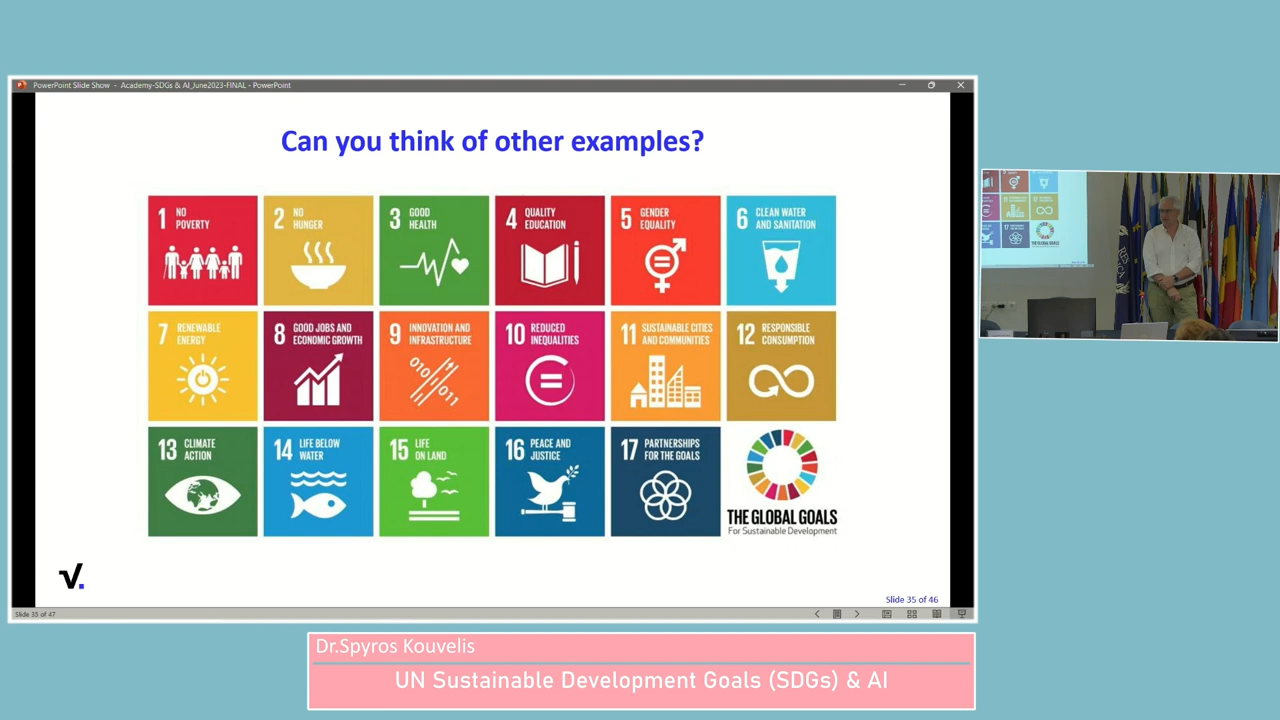 PowerPoint Slide Show - Academy-SDGs & AI_June2023-FINAL - PowerPoint
Can you think of other examples?
1 NO
POVERTY
2 NO
HUNGER
3 GOOD
HEALTH
4 QUALITY
EDUCATION
5 GENDER
EQUALITY
6 CLEAN WATER
AND SANITATION
7 RENEWABLE
ENERGY
8 GOOD JOBS AND
ECONOMIC GROWTH
9 INNOVATION AND
INFRASTRUCTURE
010
011
10 REDUCED
INEQUALITIES
11 SUSTAINABLE CITIES
AND COMMUNITIES
12 RESPONSIBLE
CONSUMPTION
13 CLIMATE
ACTION
14 LIFE BELOW
WATER
15 LIFE
ON LAND
16 PEACE AND
JUSTICE
17 PARTNERSHIPS
FOR THE GOALS
THE GLOBAL GOALS
For Sustainable Development
√.
Slide 35 of 46
Slide 35 of 47
THE GLOBAL GOALS
Dr.Spyros Kouvelis
UN Sustainable Development Goals (SDGs) & AI